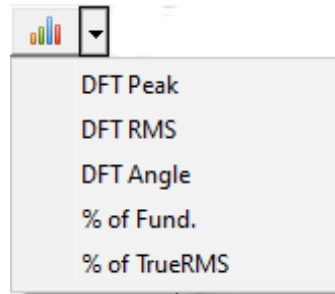 DFT Peak
DFT RMS
DFT Angle
% of Fund.
% of TrueRMS